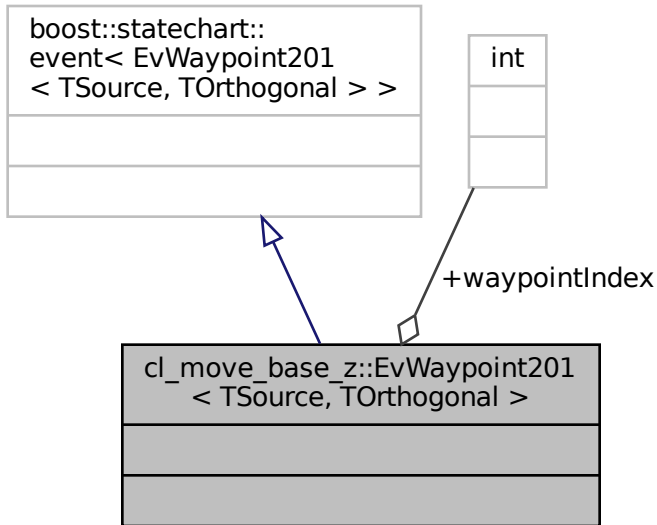 boost::statechart::
event< EvWaypoint201
< TSource, TOrthogonal > >
int
+waypointIndex
cl_move_base_z::EvWaypoint201
< TSource, TOrthogonal >